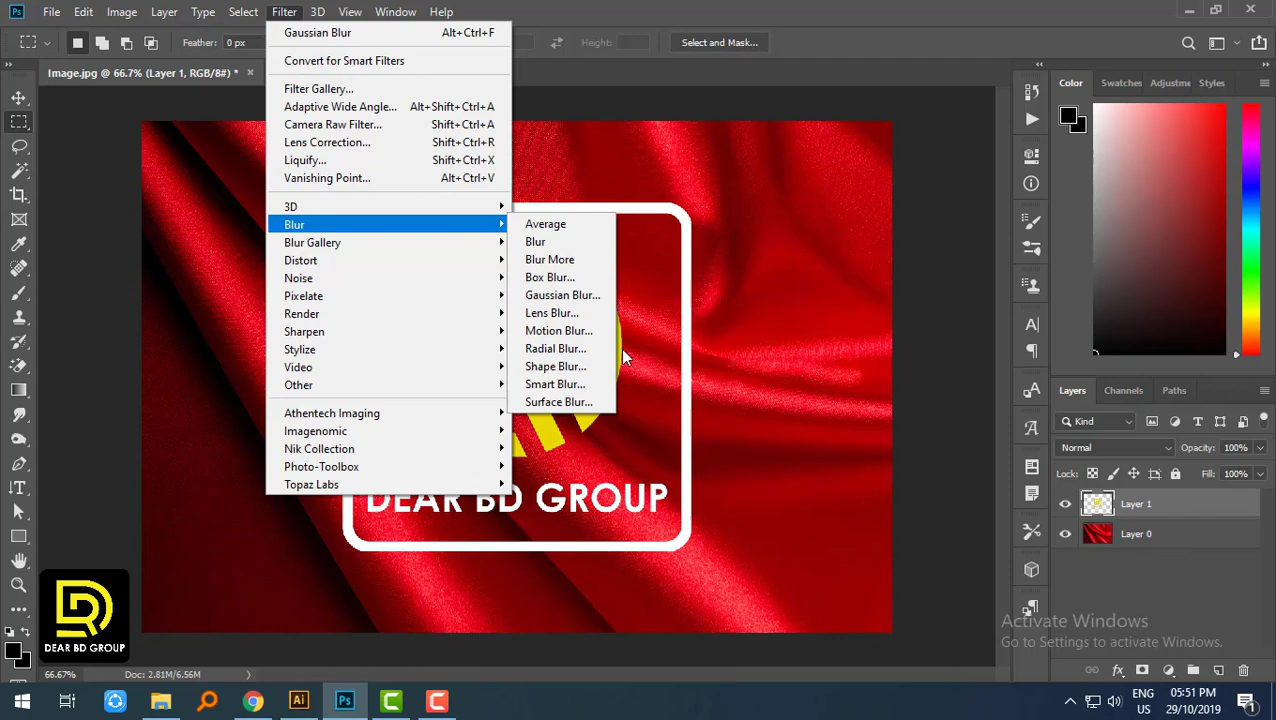 Ps File Edit Image Layer Type Select Filter 3D View Window Help
Feather: 0 px Height: Select and Mask...
Image.jpg @ 66.7% (Layer 1, RGB/8#) *
Gaussian Blur Alt+Ctrl+F
Convert for Smart Filters
Filter Gallery...
Adaptive Wide Angle... Alt+Shift+Ctrl+A
Camera Raw Filter... Shift+Ctrl+A
Lens Correction... Shift+Ctrl+R
Liquify... Shift+Ctrl+X
Vanishing Point... Alt+Ctrl+V
3D
Blur
Blur Gallery
Distort
Noise
Pixelate
Render
Sharpen
Stylize
Video
Other
Athentech Imaging
Imagenomic
Nik Collection
Photo-Toolbox
Topaz Labs
Average
Blur
Blur More
Box Blur...
Gaussian Blur...
Lens Blur...
Motion Blur...
Radial Blur...
Shape Blur...
Smart Blur...
Surface Blur...
DEAR BD GROUP
Color Swatches Adjustme Styles
Layers Channels Paths
Kind
Normal Opacity: 100%
Lock: Fill: 100%
Layer 1
Layer 0
DEAR BD GROUP
Activate Windows
Go to Settings to activate Windows.
66.67% Doc: 2.81M/6.56M
Ai Ps
ENG 05:51 PM
US 29/10/2019
1